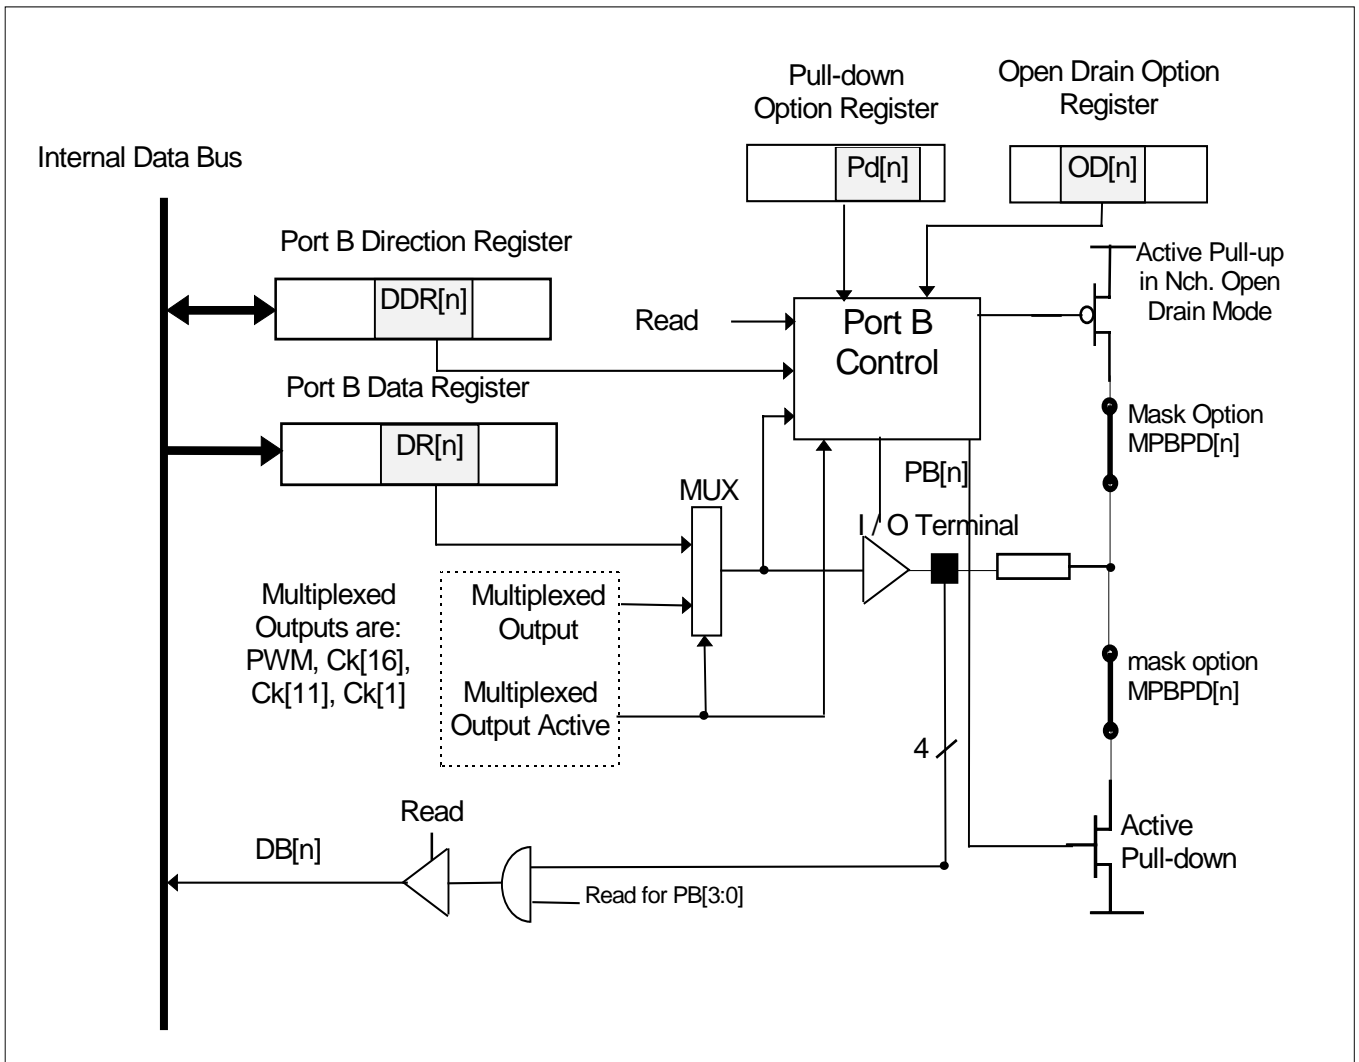 Pull-down
Option Register
Open Drain Option
Register
Internal Data Bus
Pd[n]
OD[n]
Port B Direction Register
Active Pull-up
in Nch. Open
Drain Mode
DDR[n]
Read
Port B
Control
Port B Data Register
Mask Option
MPBPD[n]
DR[n]
PB[n]
MUX
I / O Terminal
Multiplexed
Outputs are:
PWM, Ck[16],
Ck[11], Ck[1]
Multiplexed
Output
Multiplexed
Output Active
mask option
MPBPD[n]
4
Read
DB[n]
Active
Pull-down
Read for PB[3:0]